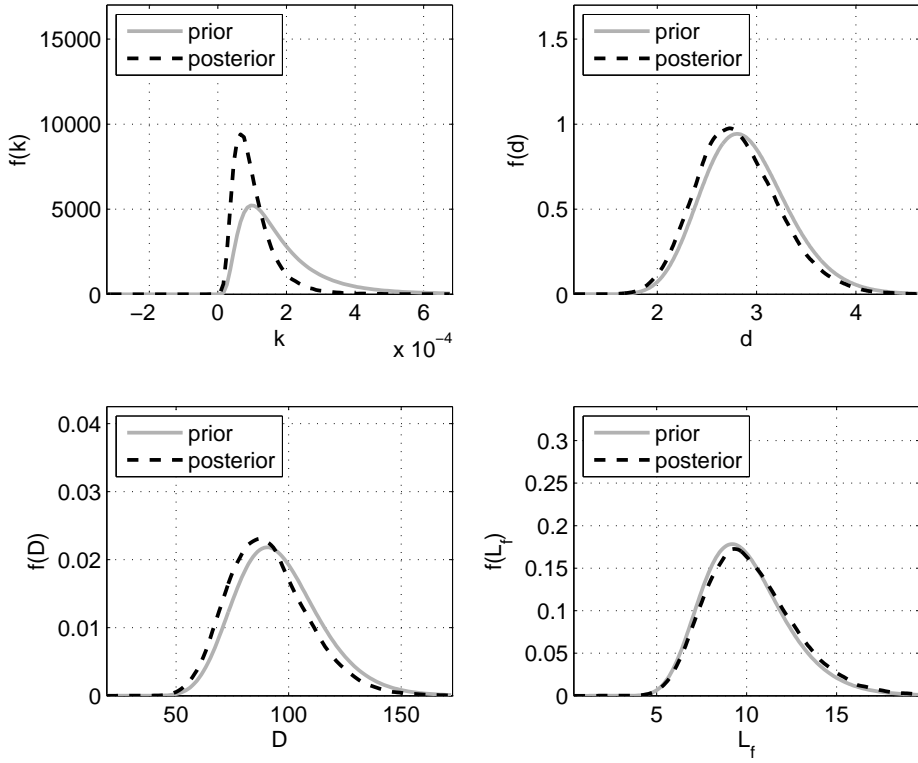 prior
posterior
15000
10000
5000
0
f(k)
−2 0 2 4 6
k
x 10⁻⁴
prior
posterior
1.5
1
0.5
0
f(d)
2 3 4
d
prior
posterior
0.04
0.03
0.02
0.01
0
f(D)
50 100 150
D
prior
posterior
0.3
0.25
0.2
0.15
0.1
0.05
0
f(L_f)
5 10 15
L_f